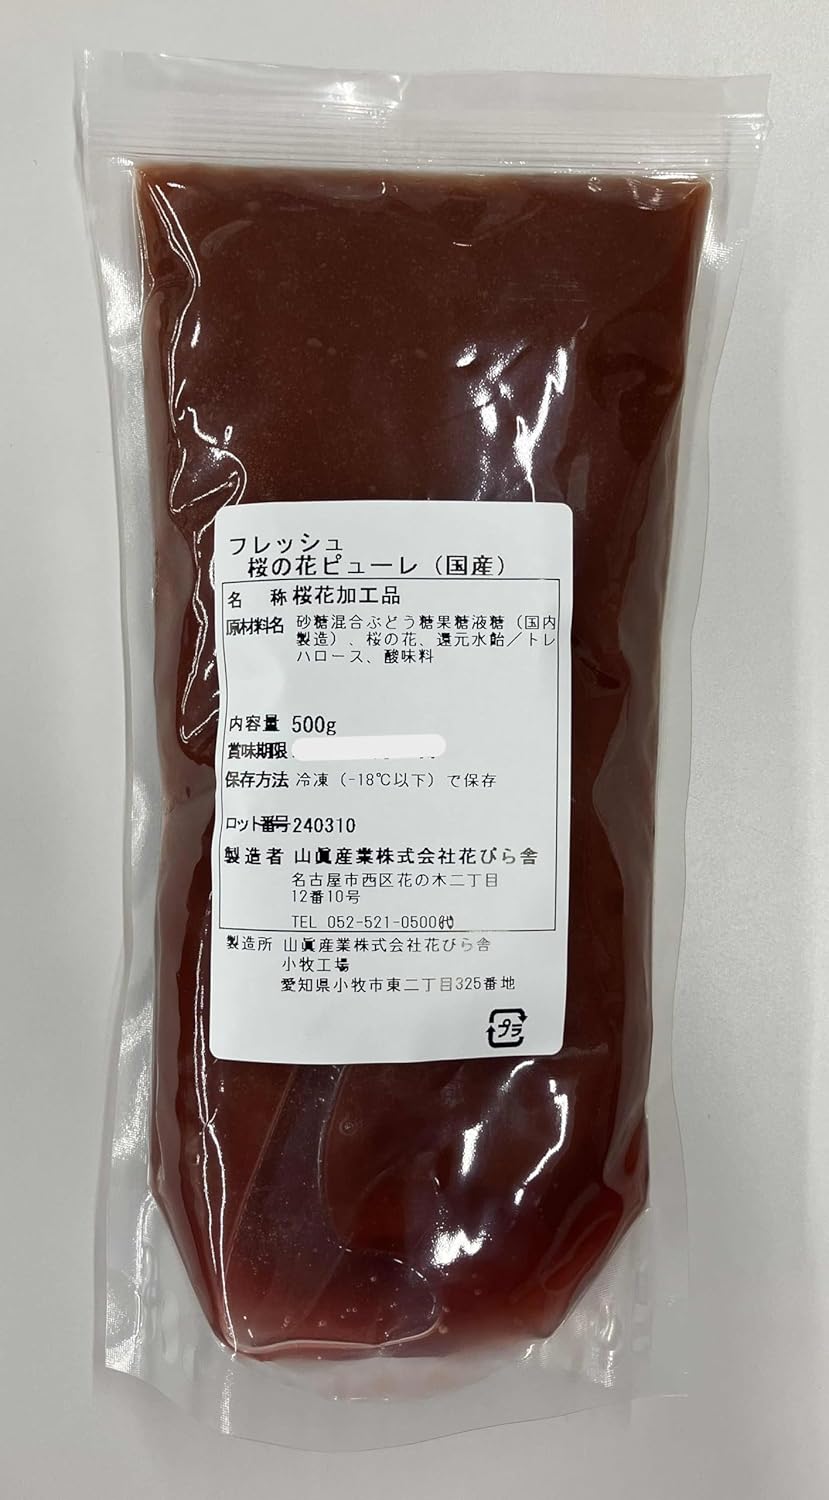 フレッシュ
桜の花ピューレ（国産）
名　称 桜花加工品
原材料名 砂糖混合ぶどう糖果糖液糖（国内
製造）、桜の花、還元水飴／トレ
ハロース、酸味料
内容量 500g
賞味期限
保存方法 冷凍（-18℃以下）で保存
ロット番号 240310
製造者 山眞産業株式会社花びら舎
名古屋市西区花の木二丁目
12番10号
TEL 052-521-0500代
製造所 山眞産業株式会社花びら舎
小牧工場
愛知県小牧市東二丁目325番地
プラ